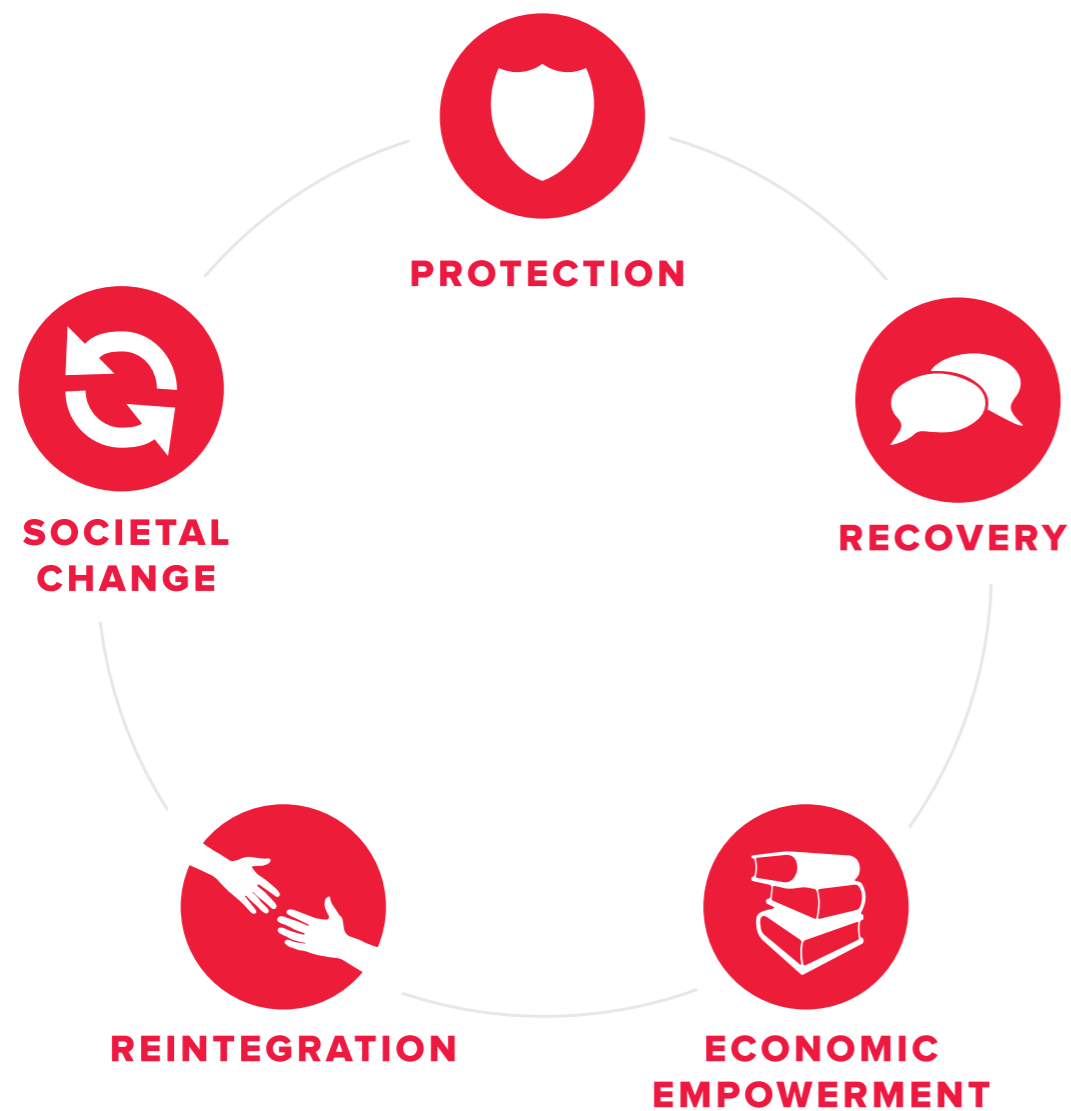 PROTECTION
RECOVERY
SOCIETAL
CHANGE
REINTEGRATION
ECONOMIC
EMPOWERMENT